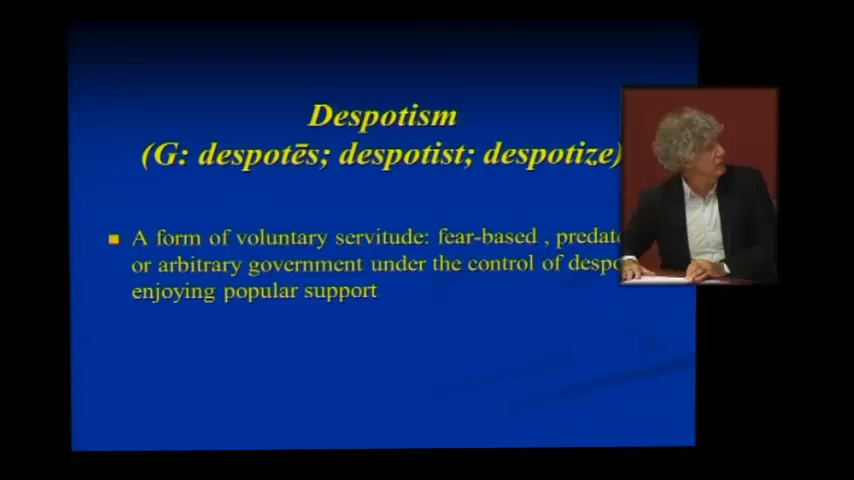 Despotism
(G: despotēs; despotist; despotize)
A form of voluntary servitude: fear-based , 
or arbitrary government under the control of
enjoying popular support